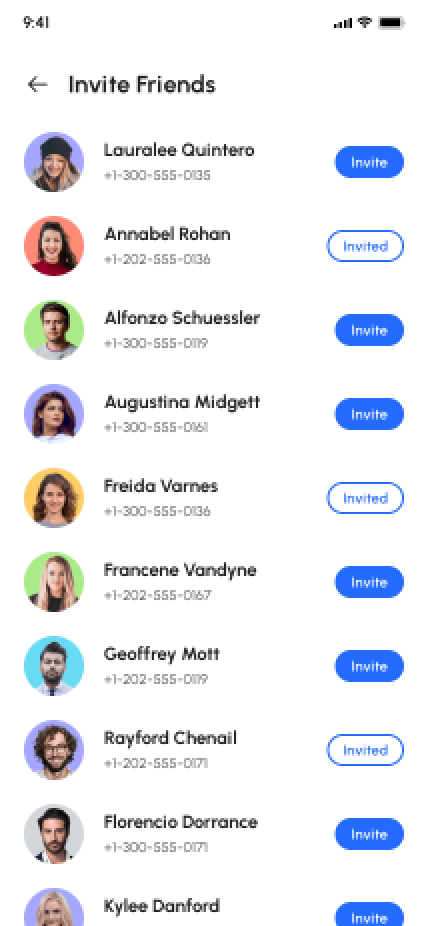 9:41
Invite Friends
Lauralee Quintero
Invite
+1-300-555-0135
Annabel Rohan
Invited
+1-202-555-0136
Alfonzo Schuessler
Invite
+1-300-555-0119
Augustina Midgett
Invite
+1-300-555-0161
Freida Varnes
Invited
+1-300-555-0136
Francene Vandyne
Invite
+1-202-555-0167
Geoffrey Mott
Invite
+1-202-555-0119
Rayford Chenail
Invited
+1-202-555-0171
Florencio Dorrance
Invite
+1-300-555-0171
Kylee Danford
Invite